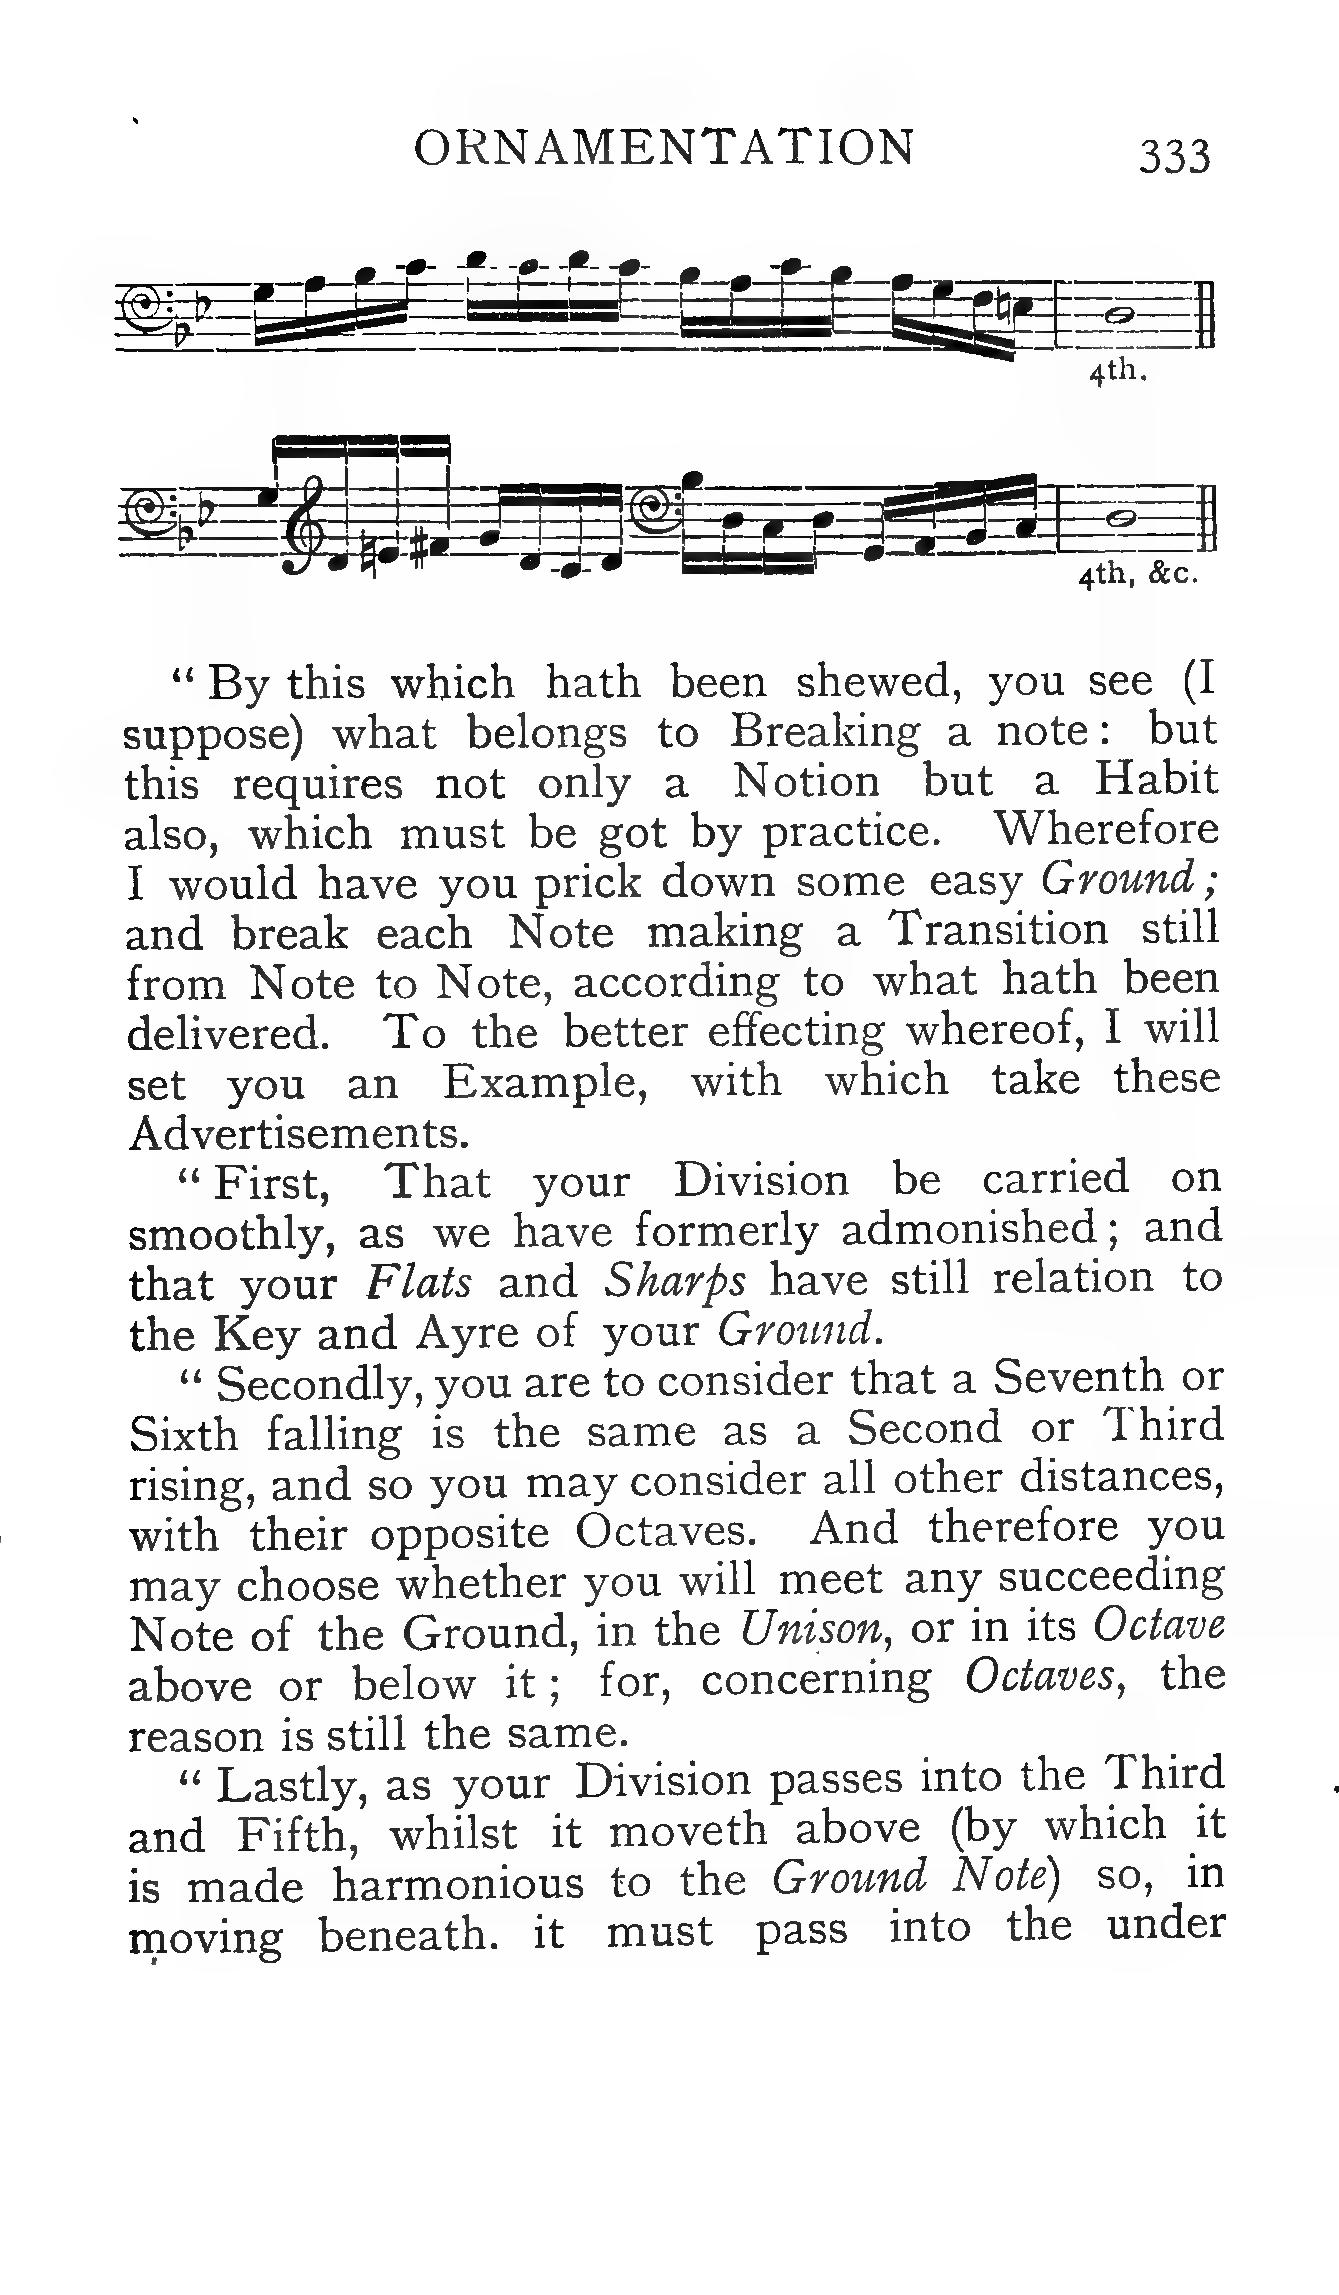 ORNAMENTATION 333
4th.
4th, &c.
“ By this which hath been shewed, you see (I
suppose) what belongs to Breaking a note : but
this requires not only a Notion but a Habit
also, which must be got by practice. Wherefore
I would have you prick down some easy Ground ;
and break each Note making a Transition still
from Note to Note, according to what hath been
delivered. To the better effecting whereof, I will
set you an Example, with which take these
Advertisements.
“ First, That your Division be carried on
smoothly, as we have formerly admonished ; and
that your Flats and Sharps have still relation to
the Key and Ayre of your Ground.
“ Secondly, you are to consider that a Seventh or
Sixth falling is the same as a Second or Third
rising, and so you may consider all other distances,
with their opposite Octaves. And therefore you
may choose whether you will meet any succeeding
Note of the Ground, in the Unison, or in its Octave
above or below it ; for, concerning Octaves, the
reason is still the same.
“ Lastly, as your Division passes into the Third
and Fifth, whilst it moveth above (by which it
is made harmonious to the Ground Note) so, in
moving beneath. it must pass into the under